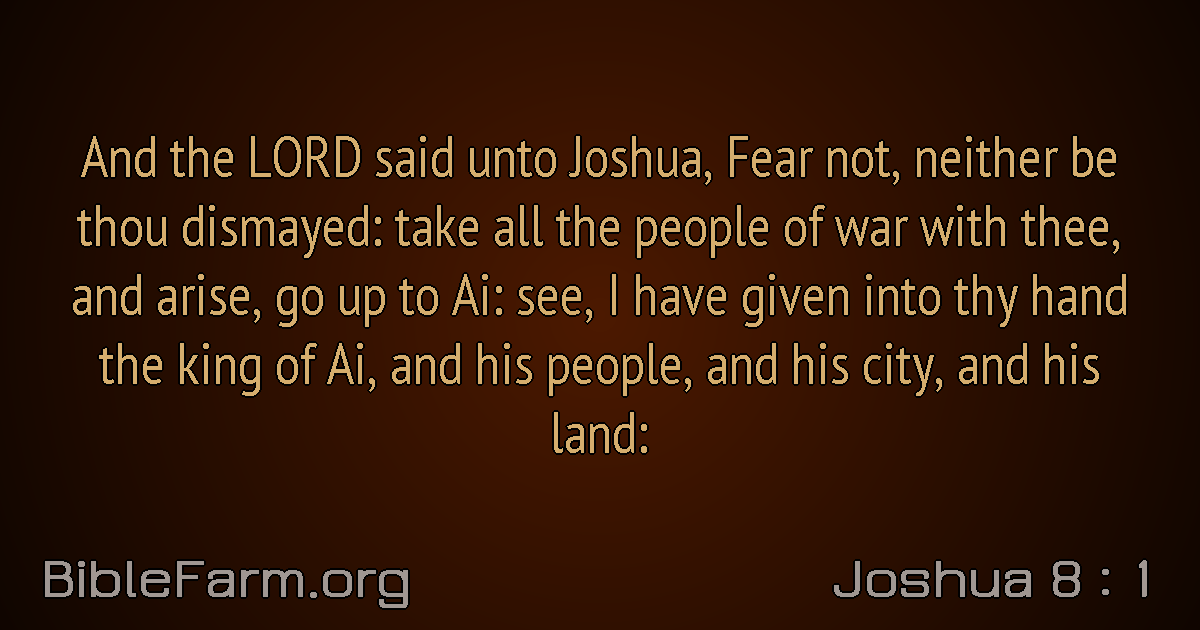 And the LORD said unto Joshua, Fear not, neither be
thou dismayed: take all the people of war with thee,
and arise, go up to Ai: see, I have given into thy hand
the king of Ai, and his people, and his city, and his
land:
BibleFarm.org
Joshua 8 : 1